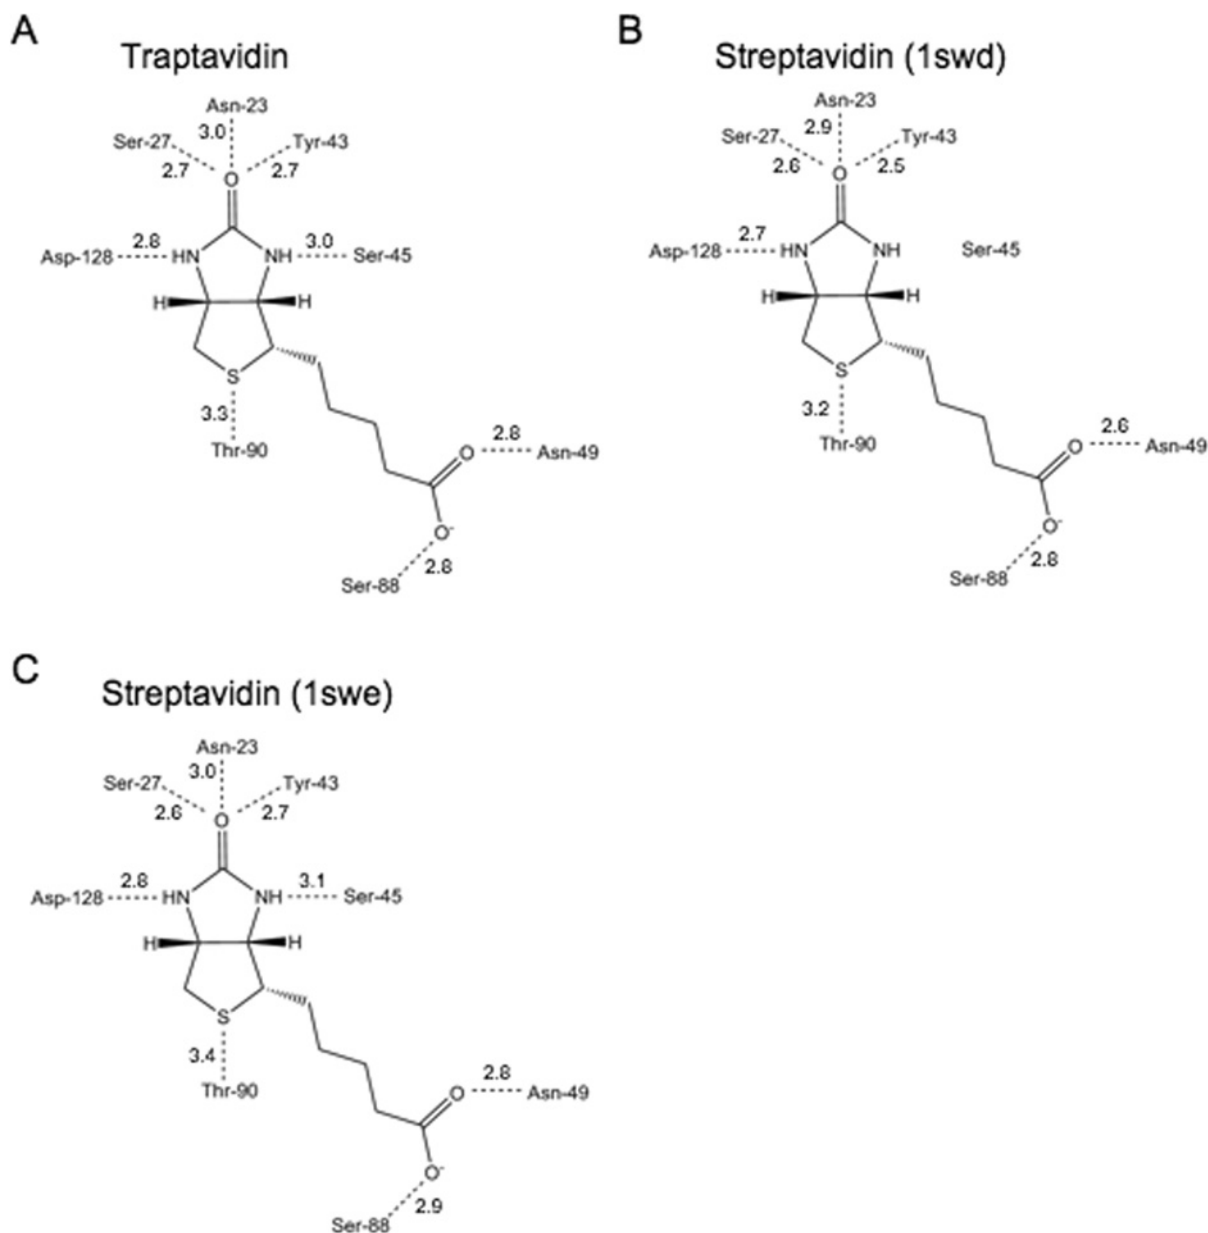 A
Traptavidin
Asn-23
3.0
Ser-27
Tyr-43
2.7
2.7
O
Asp-128
2.8
HN
NH
3.0
Ser-45
H
H
S
3.3
Thr-90
O
2.8
Asn-49
O-
2.8
Ser-88
B
Streptavidin (1swd)
Asn-23
2.9
Ser-27
Tyr-43
2.6
2.5
O
Asp-128
2.7
HN
NH
Ser-45
H
H
S
3.2
Thr-90
O
2.6
Asn-49
O-
2.8
Ser-88
C
Streptavidin (1swe)
Asn-23
3.0
Ser-27
Tyr-43
2.6
2.7
O
Asp-128
2.8
HN
NH
3.1
Ser-45
H
H
S
3.4
Thr-90
O
2.8
Asn-49
O-
2.9
Ser-88